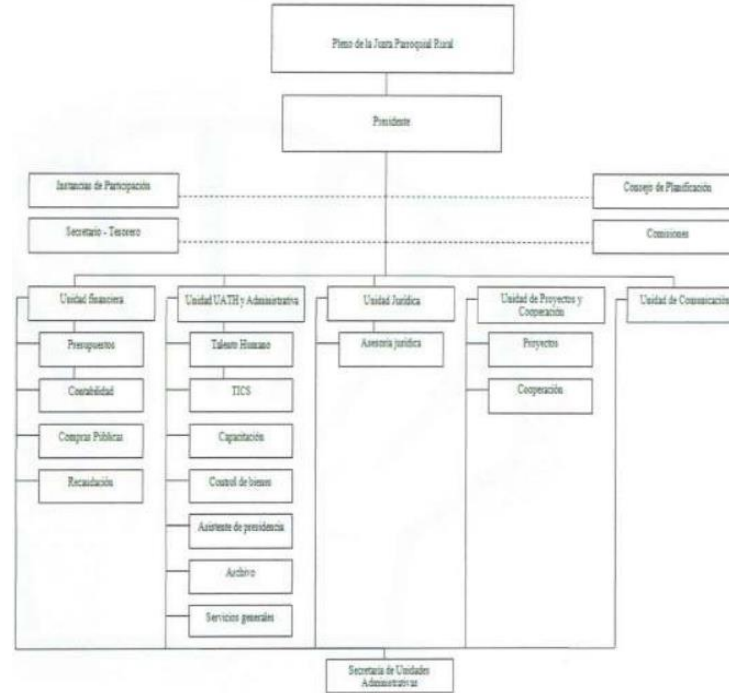 Pleno de la Junta Parroquial Rural
Presidente
Instancias de Participación
Consejo de Planificación
Secretario - Tesorero
Comisiones
Unidad financiera
Unidad UATH y Administrativa
Unidad Jurídica
Unidad de Proyectos y
Cooperación
Unidad de Comunicación
Presupuestos
Talento Humano
Asesoría jurídica
Proyectos
Contabilidad
TICS
Cooperación
Compras Públicas
Capacitación
Recaudación
Control de bienes
Asistente de presidencia
Archivo
Servicios generales
Secretaría de Unidades
Administrativas